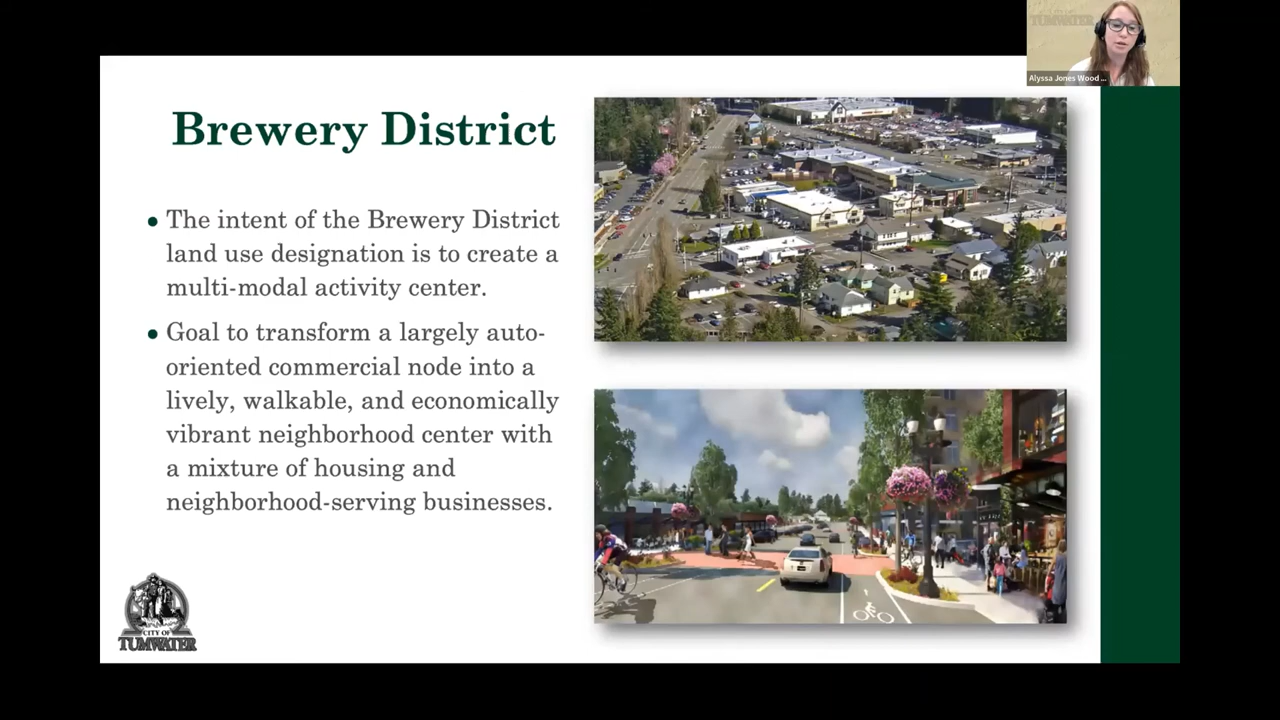 TUMWATER
Alyssa Jones Wood ...
Brewery District
• The intent of the Brewery District
land use designation is to create a
multi-modal activity center.
• Goal to transform a largely auto-
oriented commercial node into a
lively, walkable, and economically
vibrant neighborhood center with
a mixture of housing and
neighborhood-serving businesses.
CITY OF
TUMWATER